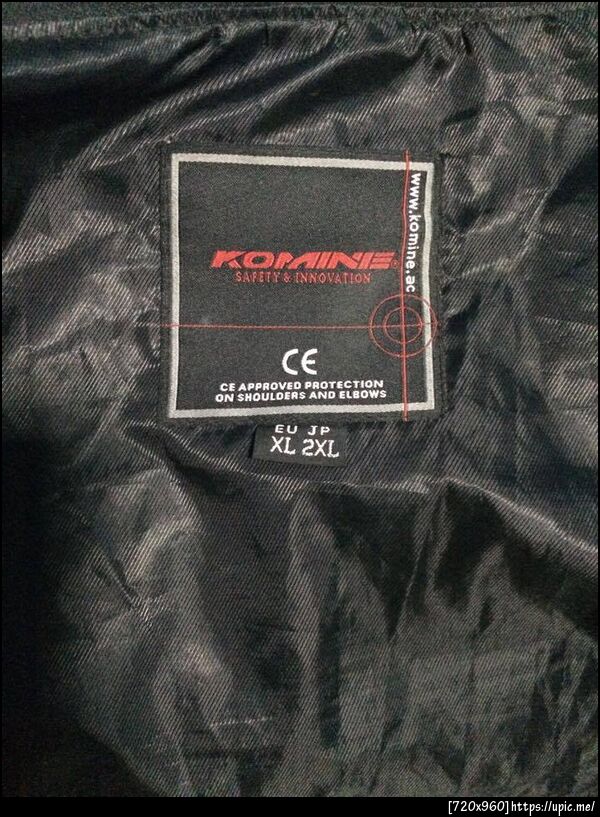 www.komine.ac
KOMINE®
SAFETY & INNOVATION
CE
CE APPROVED PROTECTION
ON SHOULDERS AND ELBOWS
EU JP
XL 2XL
[720x960]https://upic.me/